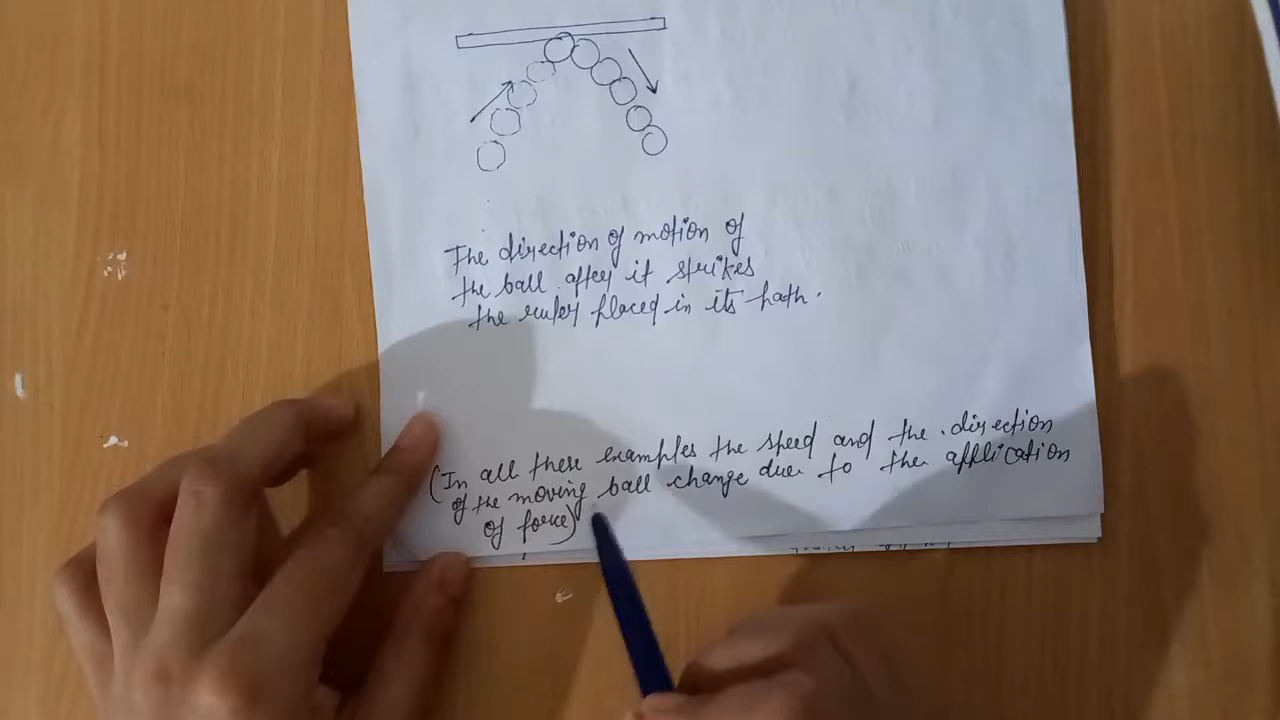 The direction of motion of
the ball after it strikes
the ruler placed in its path.
(In all these examples the speed and the direction
of the moving ball change due to the application
of force)